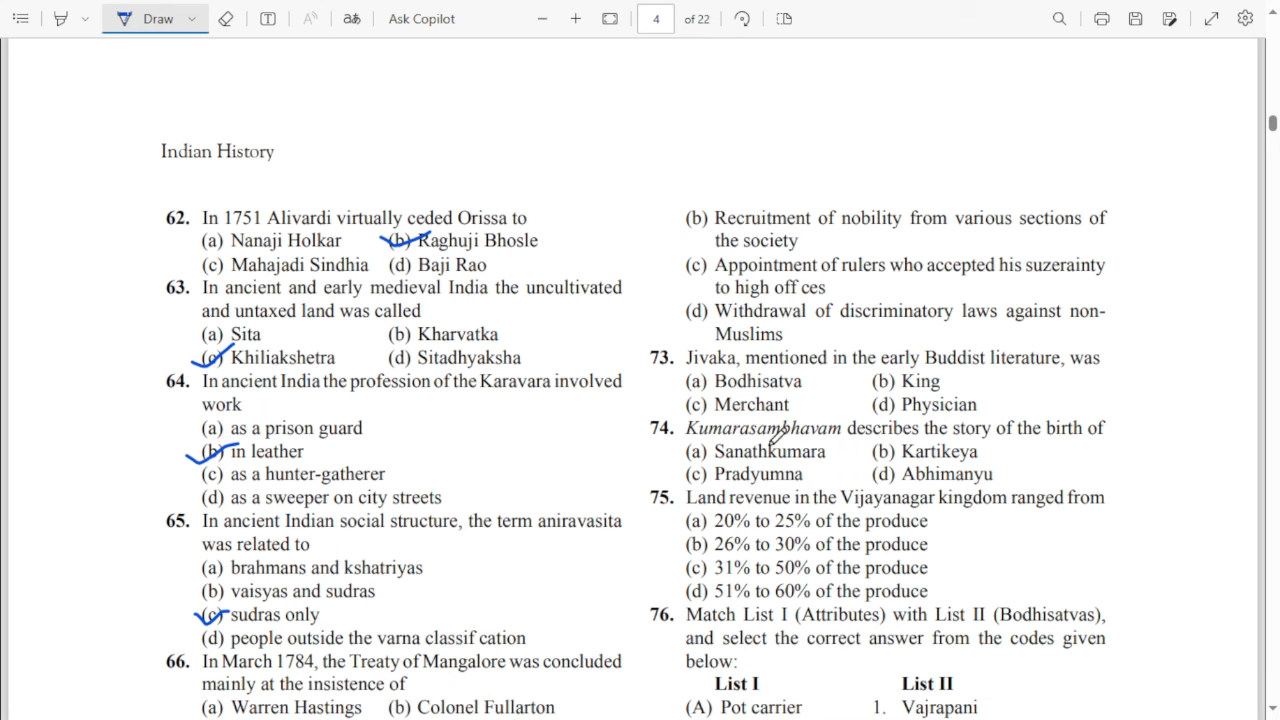 Draw
T
A
aあ
Ask Copilot
4
of 22
Indian History
62. In 1751 Alivardi virtually ceded Orissa to
(a) Nanaji Holkar (b) Raghuji Bhosle
(c) Mahajadi Sindhia (d) Baji Rao
63. In ancient and early medieval India the uncultivated
and untaxed land was called
(a) Sita (b) Kharvatka
(c) Khiliakshetra (d) Sitadhyaksha
64. In ancient India the profession of the Karavara involved
work
(a) as a prison guard
(b) in leather
(c) as a hunter-gatherer
(d) as a sweeper on city streets
65. In ancient Indian social structure, the term aniravasita
was related to
(a) brahmans and kshatriyas
(b) vaisyas and sudras
(c) sudras only
(d) people outside the varna classif cation
66. In March 1784, the Treaty of Mangalore was concluded
mainly at the insistence of
(a) Warren Hastings (b) Colonel Fullarton
(b) Recruitment of nobility from various sections of
the society
(c) Appointment of rulers who accepted his suzerainty
to high off ces
(d) Withdrawal of discriminatory laws against non-
Muslims
73. Jivaka, mentioned in the early Buddist literature, was
(a) Bodhisatva (b) King
(c) Merchant (d) Physician
74. Kumarasambhavam describes the story of the birth of
(a) Sanathkumara (b) Kartikeya
(c) Pradyumna (d) Abhimanyu
75. Land revenue in the Vijayanagar kingdom ranged from
(a) 20% to 25% of the produce
(b) 26% to 30% of the produce
(c) 31% to 50% of the produce
(d) 51% to 60% of the produce
76. Match List I (Attributes) with List II (Bodhisatvas),
and select the correct answer from the codes given
below:
List I List II
(A) Pot carrier 1. Vajrapani